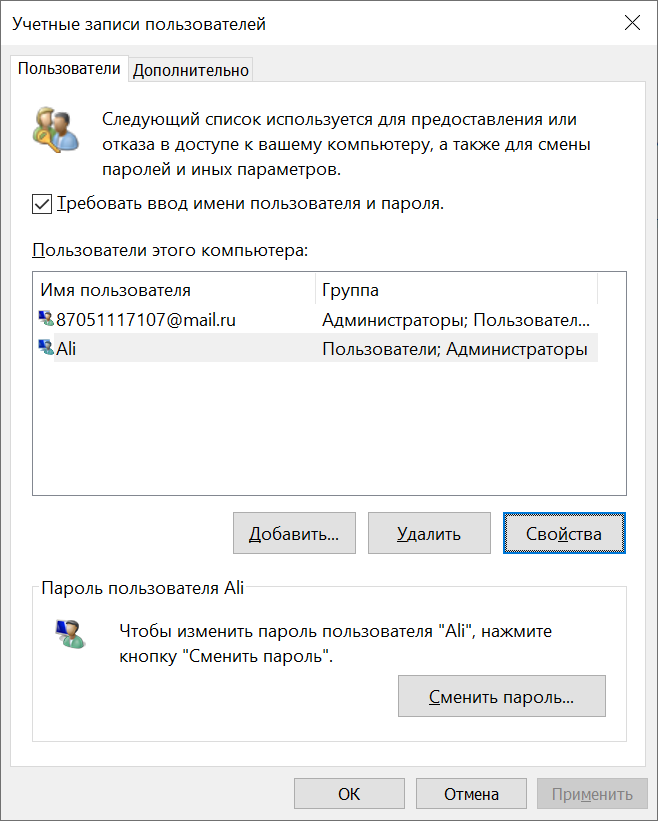 Учетные записи пользователей
Пользователи
Дополнительно
Следующий список используется для предоставления или
отказа в доступе к вашему компьютеру, а также для смены
паролей и иных параметров.
Требовать ввод имени пользователя и пароля.
Пользователи этого компьютера:
Имя пользователя Группа
87051117107@mail.ru Администраторы; Пользовател...
Ali Пользователи; Администраторы
Добавить... Удалить Свойства
Пароль пользователя Ali
Чтобы изменить пароль пользователя "Ali", нажмите
кнопку "Сменить пароль".
Сменить пароль...
ОК Отмена Применить